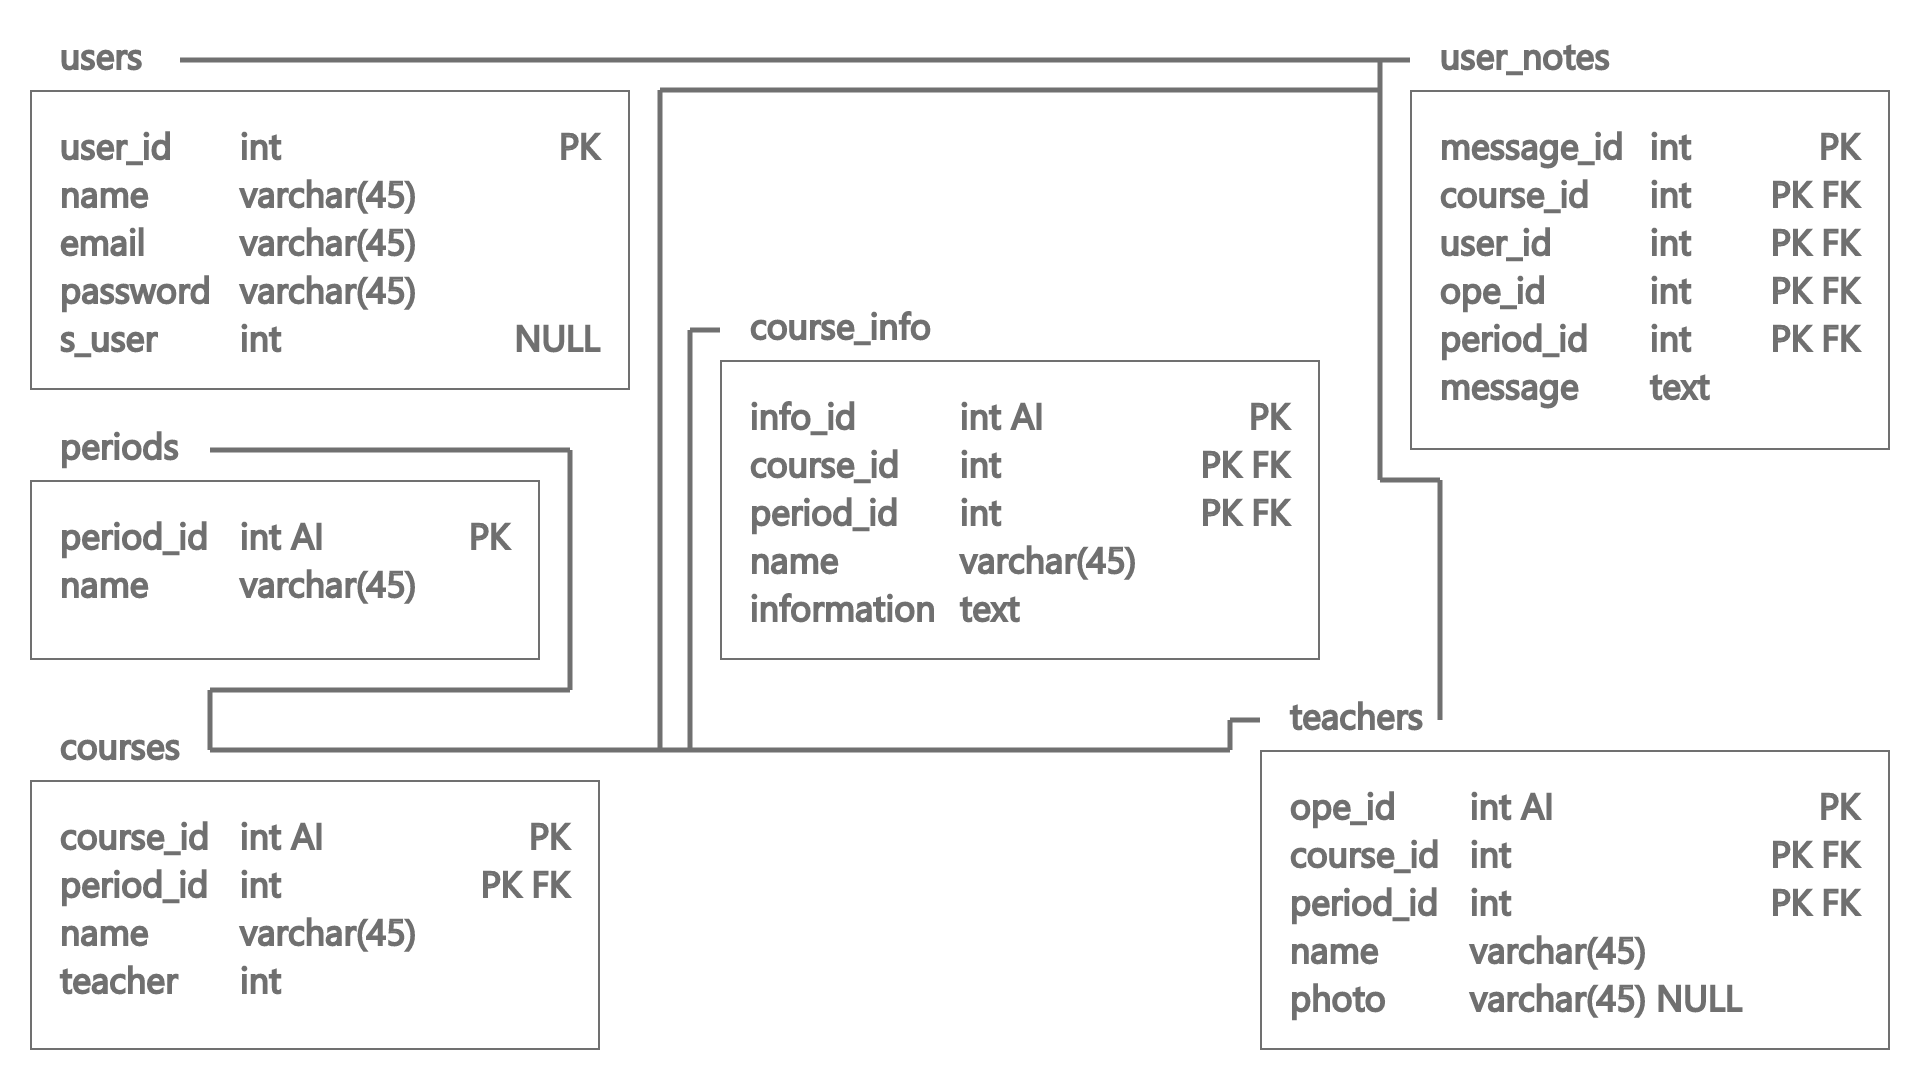 users
user_id int PK
name varchar(45)
email varchar(45)
password varchar(45)
s_user int NULL
periods
period_id int AI PK
name varchar(45)
courses
course_id int AI PK
period_id int PK FK
name varchar(45)
teacher int
course_info
info_id int AI PK
course_id int PK FK
period_id int PK FK
name varchar(45)
information text
user_notes
message_id int PK
course_id int PK FK
user_id int PK FK
ope_id int PK FK
period_id int PK FK
message text
teachers
ope_id int AI PK
course_id int PK FK
period_id int PK FK
name varchar(45)
photo varchar(45) NULL